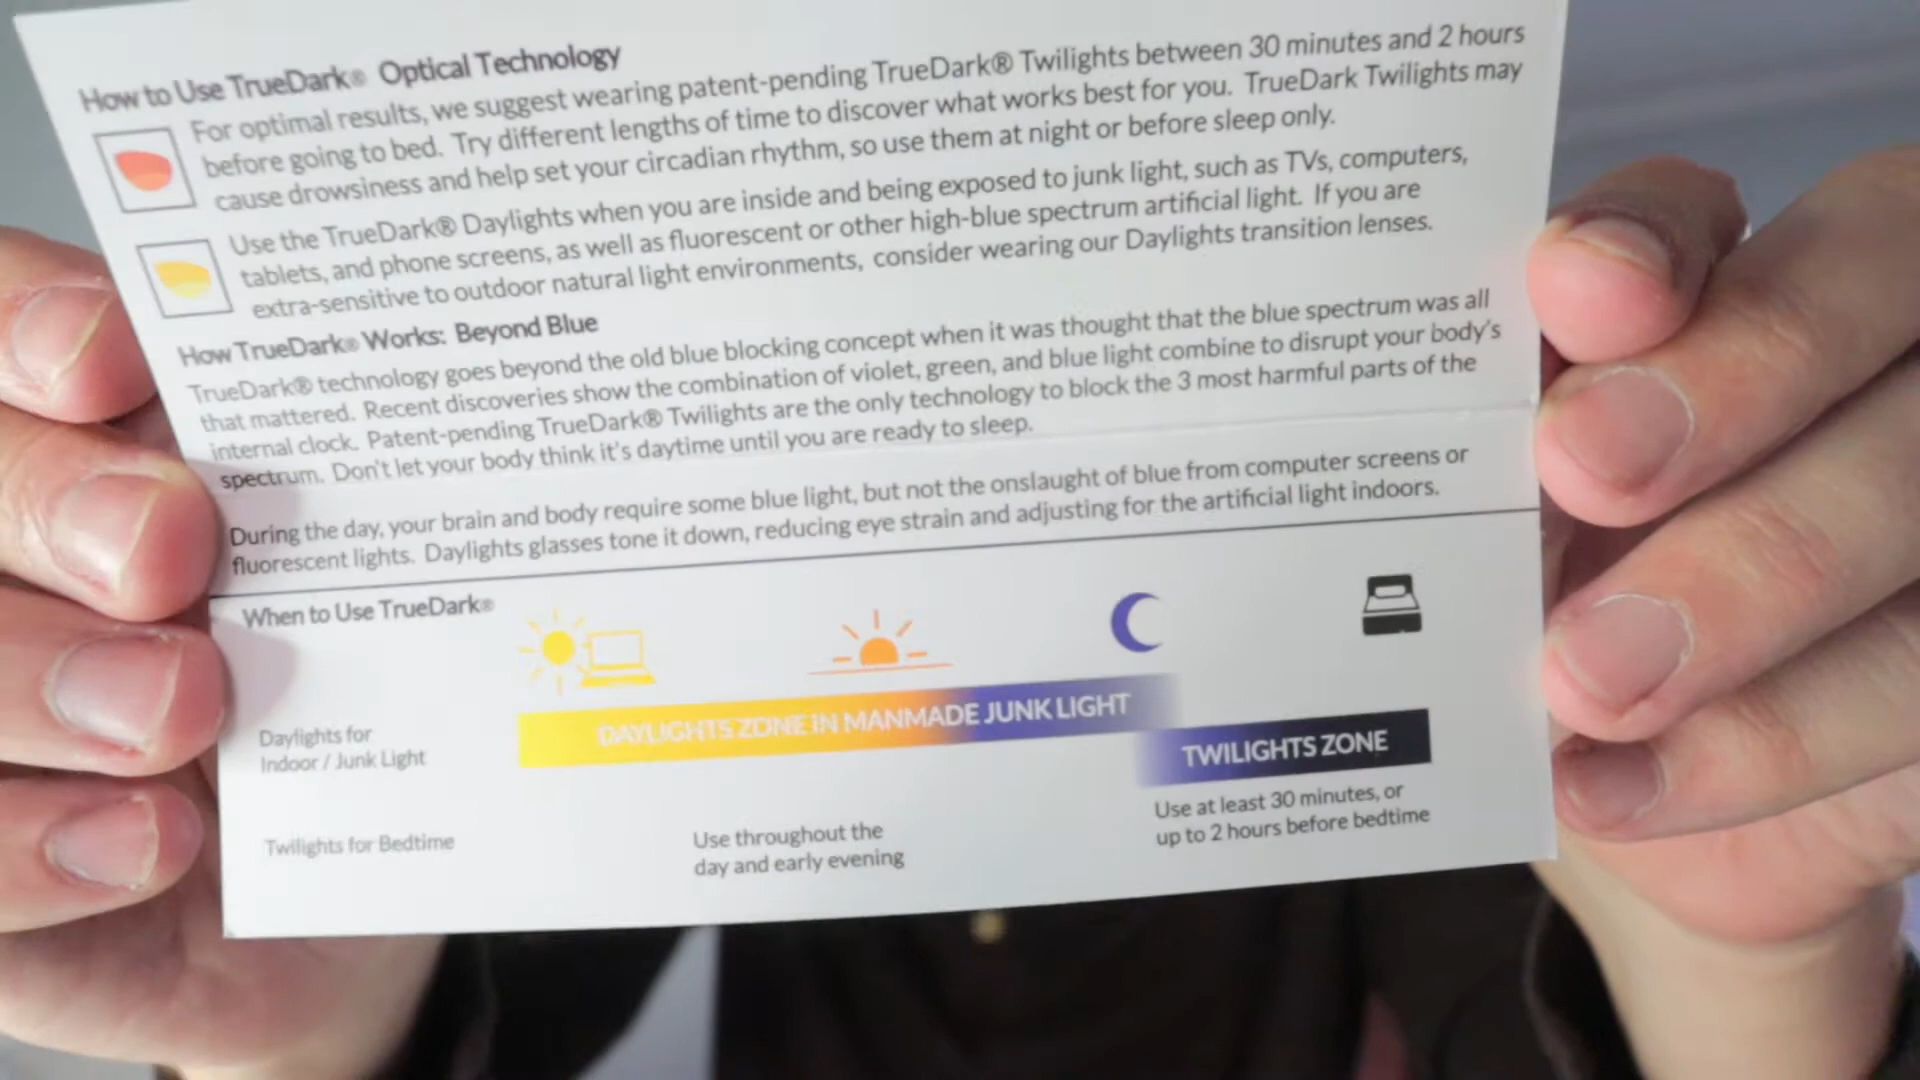 How to Use TrueDark® Optical Technology
For optimal results, we suggest wearing patent-pending TrueDark® Twilights between 30 minutes and 2 hours
before going to bed. Try different lengths of time to discover what works best for you. TrueDark Twilights may
cause drowsiness and help set your circadian rhythm, so use them at night or before sleep only.
Use the TrueDark® Daylights when you are inside and being exposed to junk light, such as TVs, computers,
tablets, and phone screens, as well as fluorescent or other high-blue spectrum artificial light. If you are
extra-sensitive to outdoor natural light environments, consider wearing our Daylights transition lenses.
How TrueDark® Works: Beyond Blue
TrueDark® technology goes beyond the old blue blocking concept when it was thought that the blue spectrum was all
that mattered. Recent discoveries show the combination of violet, green, and blue light combine to disrupt your body's
internal clock. Patent-pending TrueDark® Twilights are the only technology to block the 3 most harmful parts of the
spectrum. Don't let your body think it's daytime until you are ready to sleep.
During the day, your brain and body require some blue light, but not the onslaught of blue from computer screens or
fluorescent lights. Daylights glasses tone it down, reducing eye strain and adjusting for the artificial light indoors.
When to Use TrueDark®
Daylights for
Indoor / Junk Light
DAYLIGHTS ZONE IN MANMADE JUNK LIGHT
TWILIGHTS ZONE
Twilights for Bedtime
Use throughout the
day and early evening
Use at least 30 minutes, or
up to 2 hours before bedtime